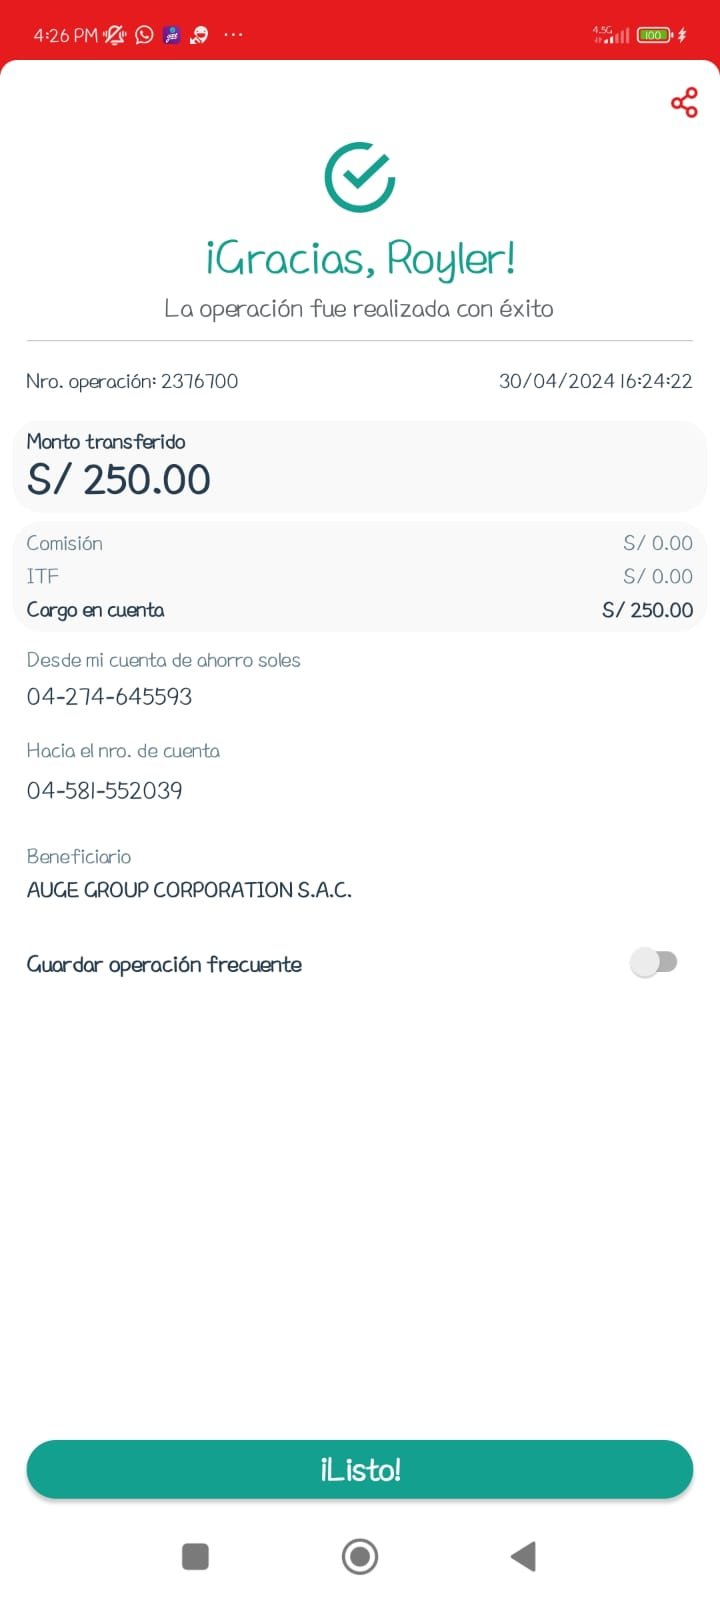 4:26 PM
4.5G
100
¡Gracias, Royler!
La operación fue realizada con éxito
Nro. operación: 2376700
30/04/2024 16:24:22
Monto transferido
S/ 250.00
Comisión
S/ 0.00
ITF
S/ 0.00
Cargo en cuenta
S/ 250.00
Desde mi cuenta de ahorro soles
04-274-645593
Hacia el nro. de cuenta
04-581-552039
Beneficiario
AUGE GROUP CORPORATION S.A.C.
Guardar operación frecuente
¡Listo!